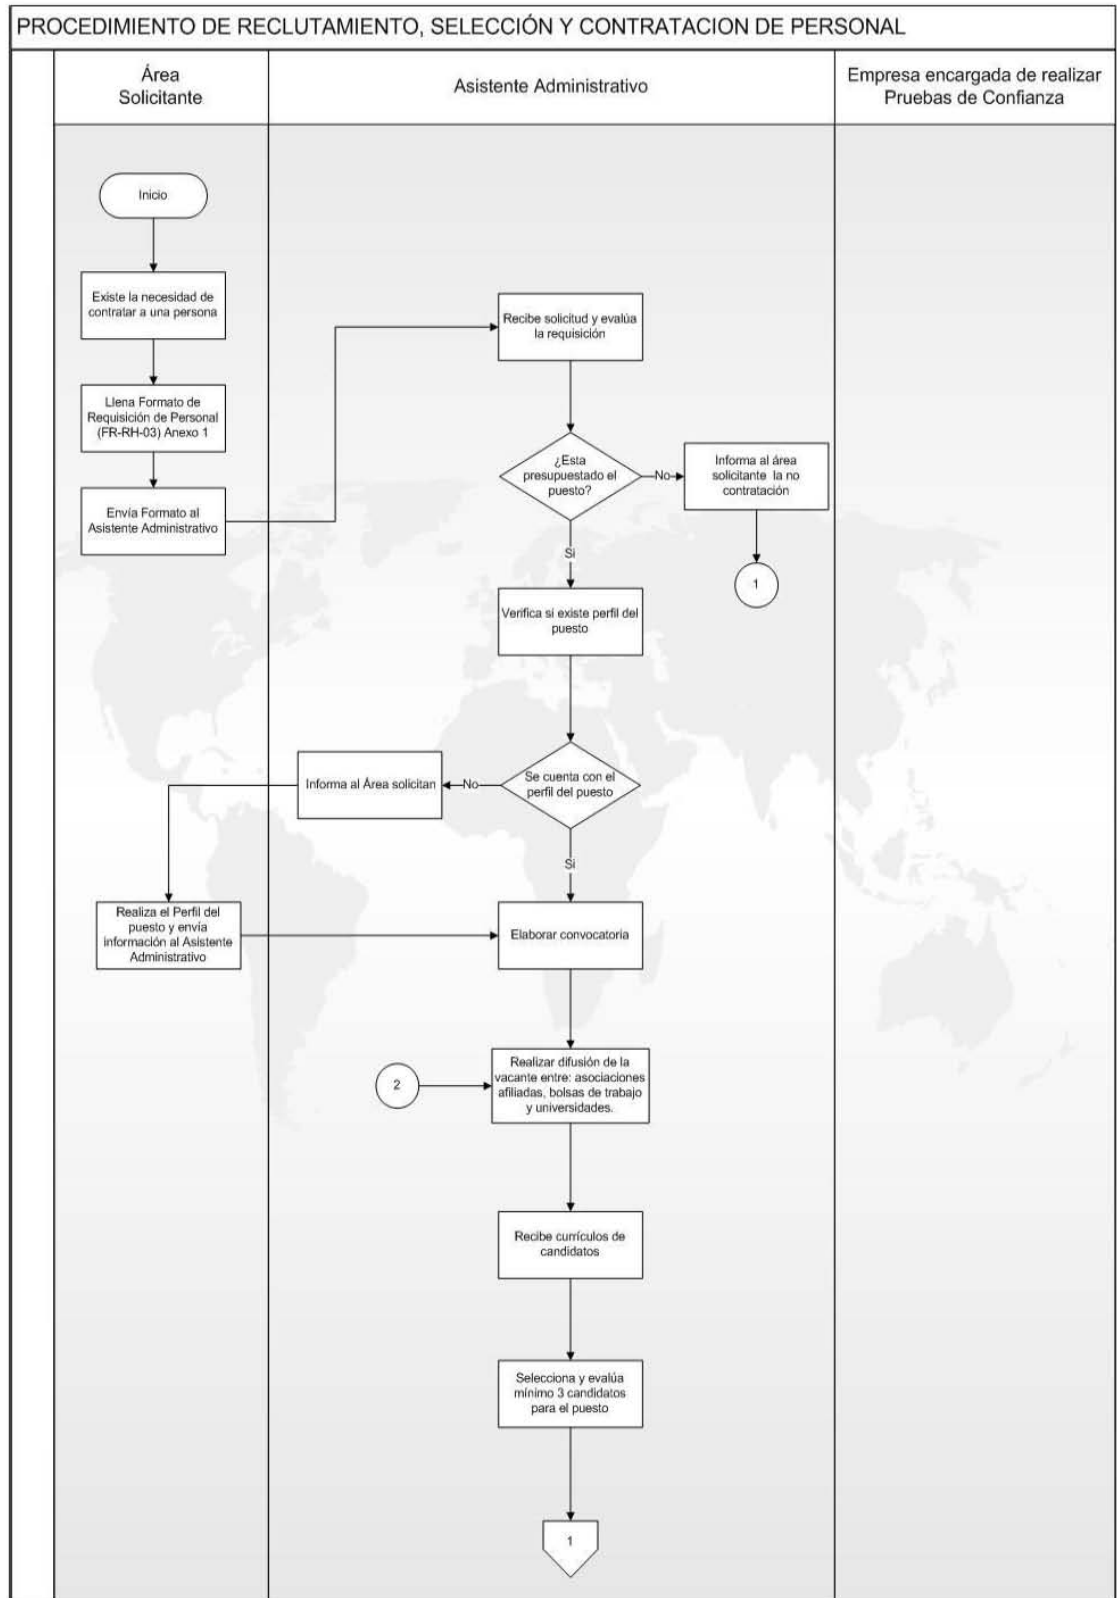 PROCEDIMIENTO DE RECLUTAMIENTO, SELECCIÓN Y CONTRATACION DE PERSONAL
Área
Solicitante
Asistente Administrativo
Empresa encargada de realizar
Pruebas de Confianza
Inicio
Existe la necesidad de
contratar a una persona
Llena Formato de
Requisición de Personal
(FR-RH-03) Anexo 1
Envía Formato al
Asistente Administrativo
Recibe solicitud y evalúa
la requisición
¿Esta
presupuestado el
puesto?
No
Informa al área
solicitante la no
contratación
1
Si
Verifica si existe perfil del
puesto
Se cuenta con el
perfil del puesto
No
Informa al Área solicitan
Si
Realiza el Perfil del
puesto y envía
información al Asistente
Administrativo
Elaborar convocatoria
2
Realizar difusión de la
vacante entre: asociaciones
afiliadas, bolsas de trabajo
y universidades.
Recibe currículos de
candidatos
Selecciona y evalúa
mínimo 3 candidatos
para el puesto
1